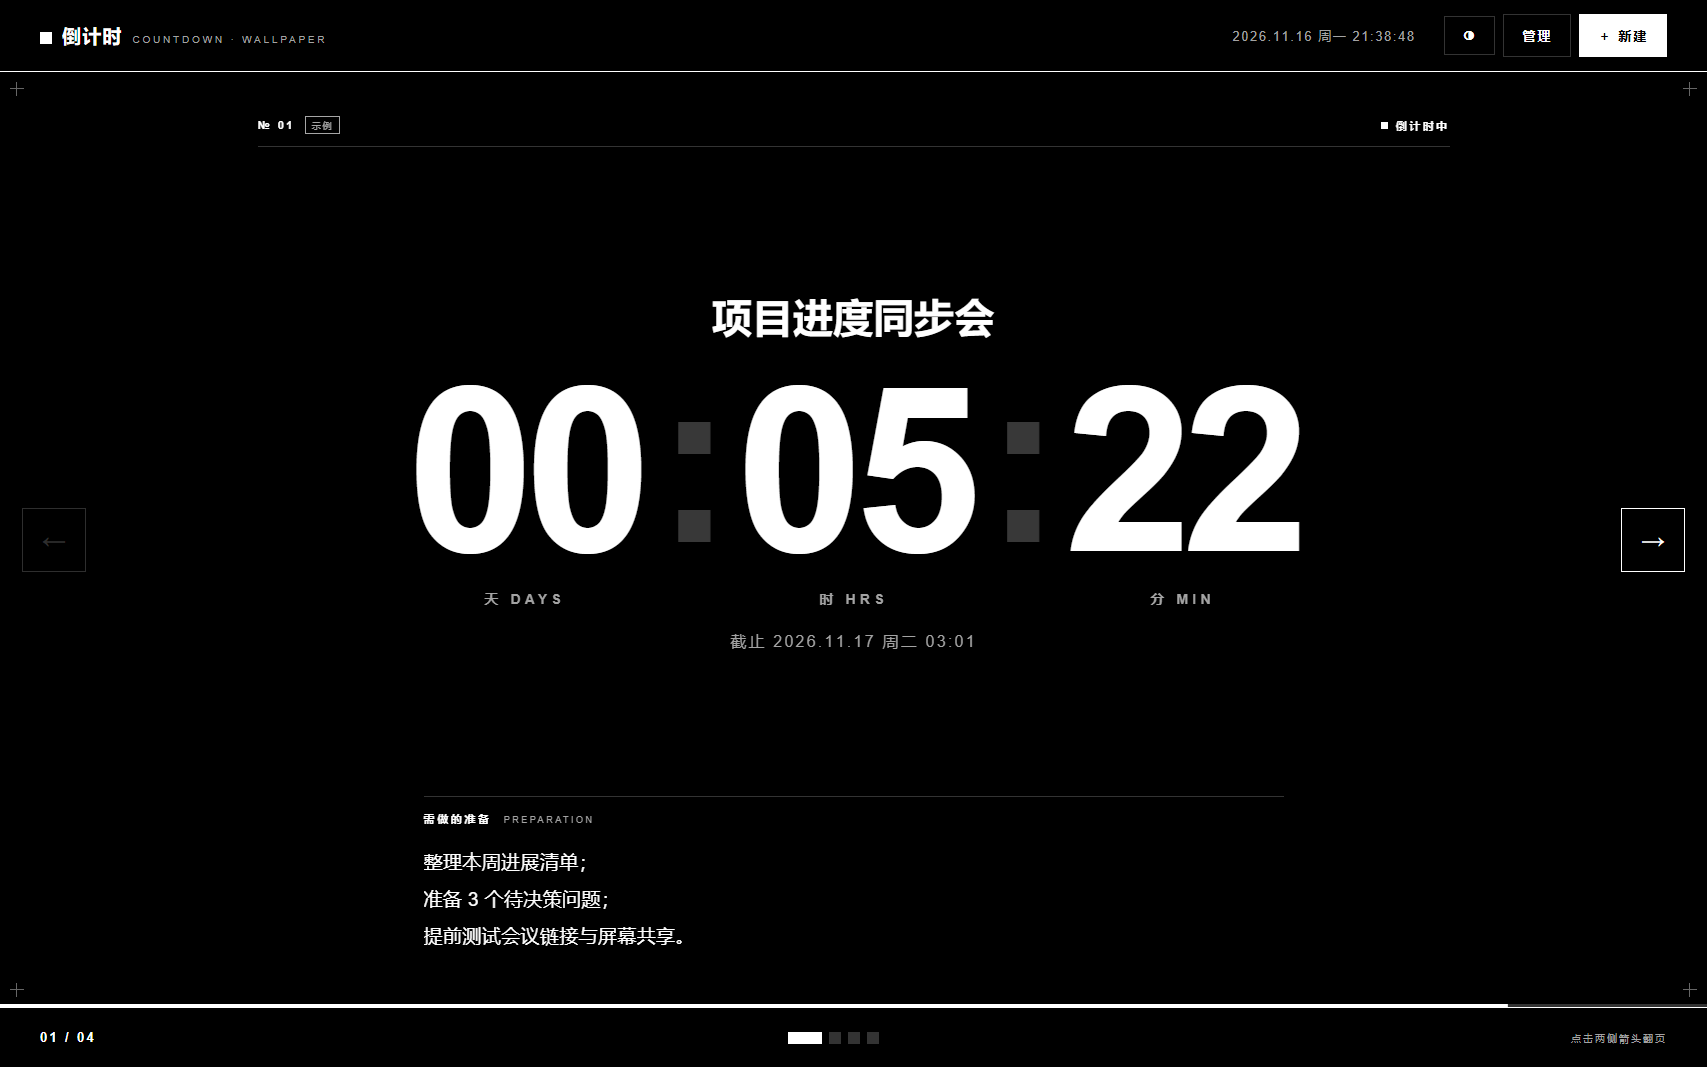 倒计时 COUNTDOWN · WALLPAPER
2026.11.16 周一 21:38:48
管理
+ 新建
№ 01 示例
倒计时中
项目进度同步会
00:05:22
天 DAYS
时 HRS
分 MIN
截止 2026.11.17 周二 03:01
←
→
需做的准备 PREPARATION
整理本周进展清单；
准备 3 个待决策问题；
提前测试会议链接与屏幕共享。
01 / 04
点击两侧箭头翻页